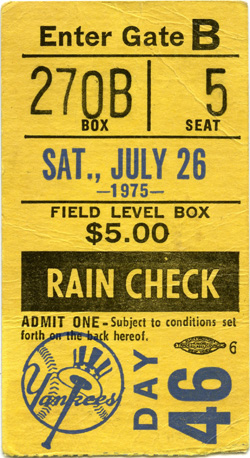 Enter Gate B
270B 5
BOX SEAT
SAT., JULY 26
—1975—
FIELD LEVEL BOX
$5.00
RAIN CHECK
ADMIT ONE - Subject to conditions set
forth on the back hereof.
6
Yankees
DAY
46